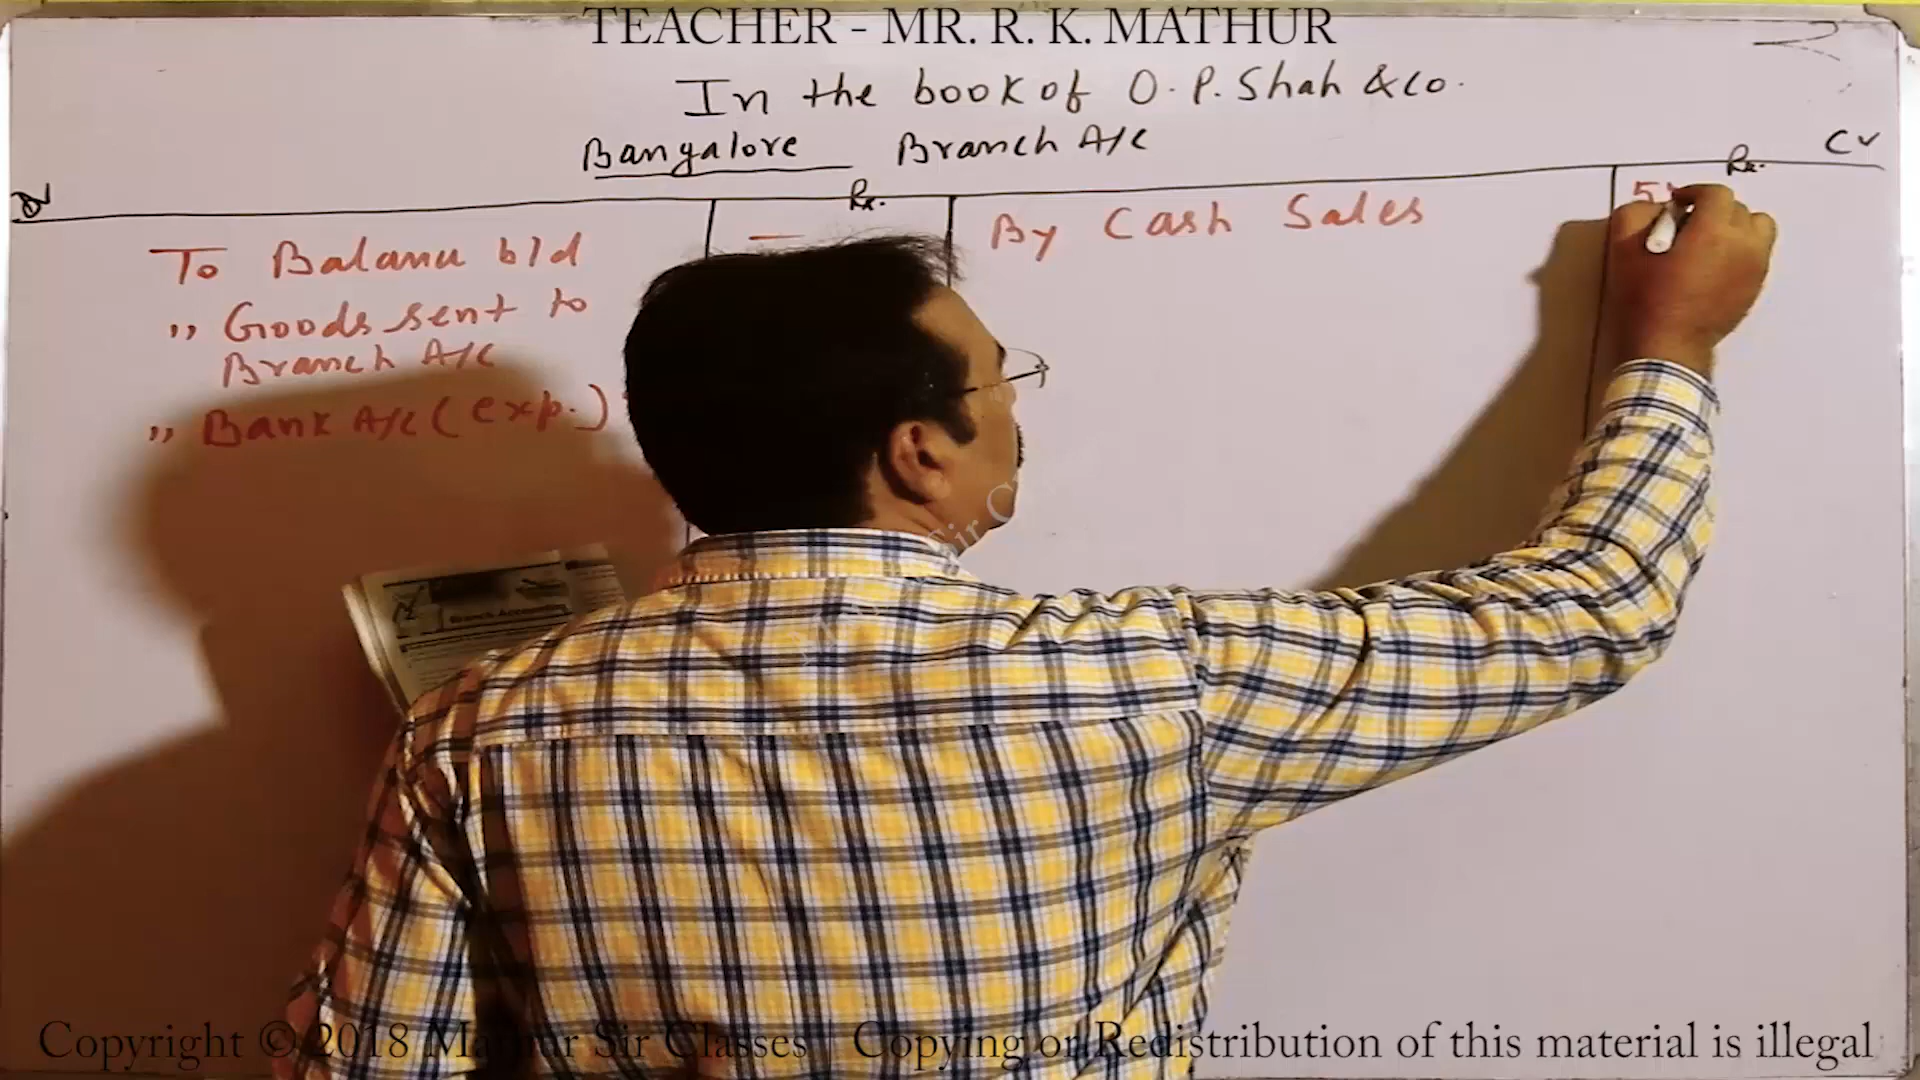 TEACHER - MR. R. K. MATHUR
In the book of O. P. Shah & Co.
Bangalore Branch A/C
Dr
Rs.
Rs.
Cr
To Balance b/d
" Goods sent to
Branch A/C
" Bank A/C (exp.)
By Cash Sales
Branch Accounting
Copyright © 2018 Mathur Sir Classes | Copying or Redistribution of this material is illegal